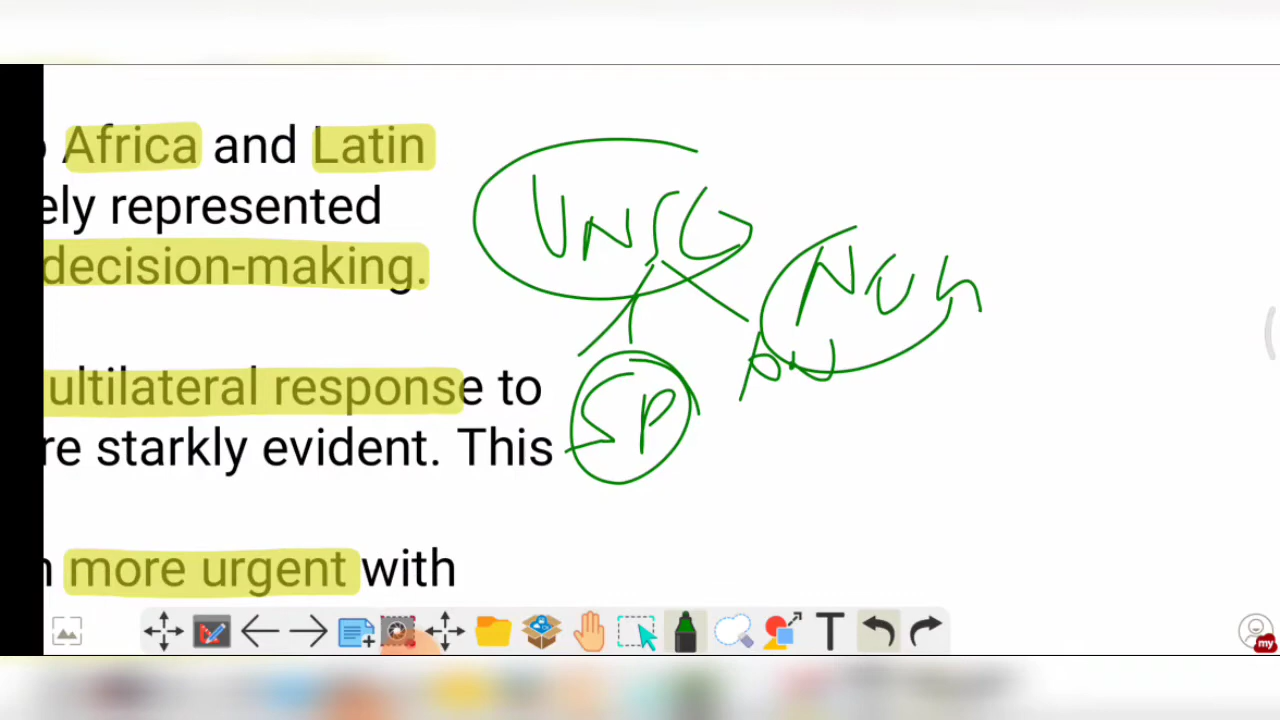 Africa and Latin
ely represented
decision-making.
ultilateral response to
re starkly evident. This
more urgent with
UNSC
SP
T
my